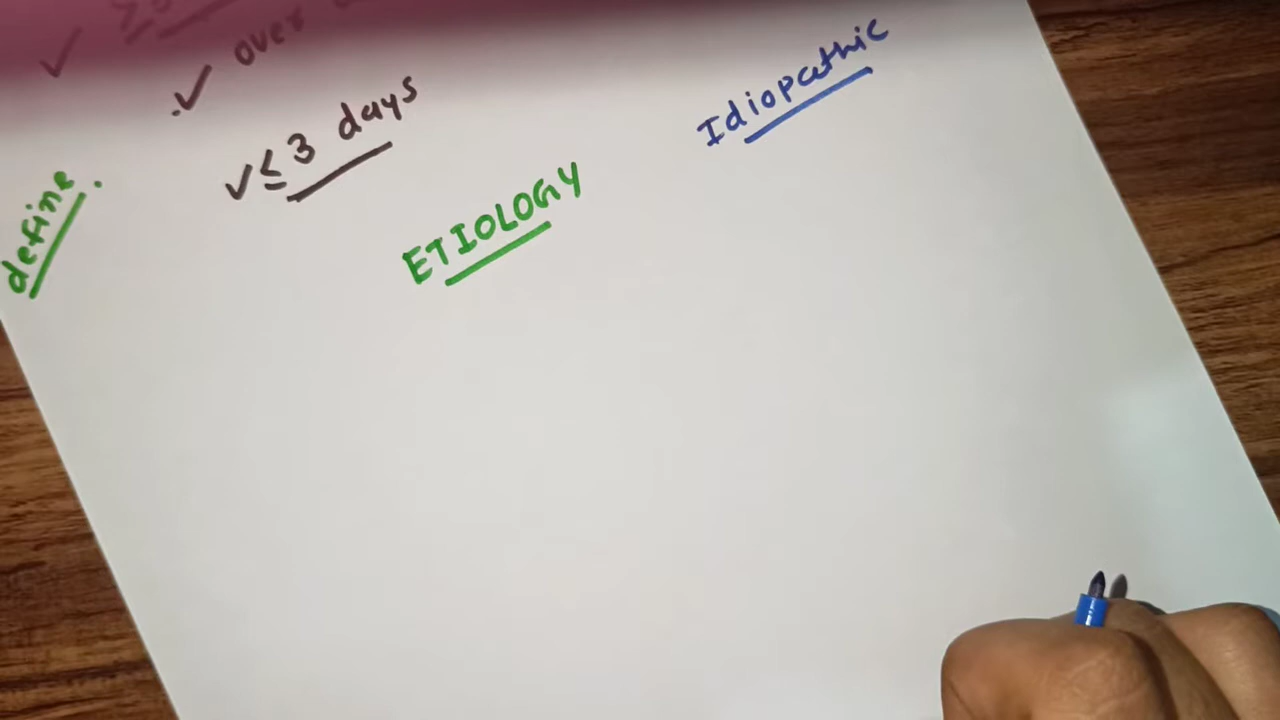 ✓ over
✓ ≤ 3 days
define.
ETIOLOGY
Idiopathic